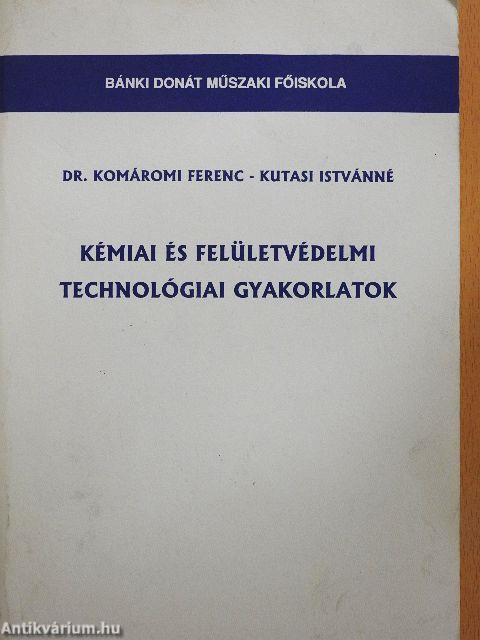 BÁNKI DONÁT MŰSZAKI FŐISKOLA
DR. KOMÁROMI FERENC - KUTASI ISTVÁNNÉ
KÉMIAI ÉS FELÜLETVÉDELMI
TECHNOLÓGIAI GYAKORLATOK
Antikvárium.hu